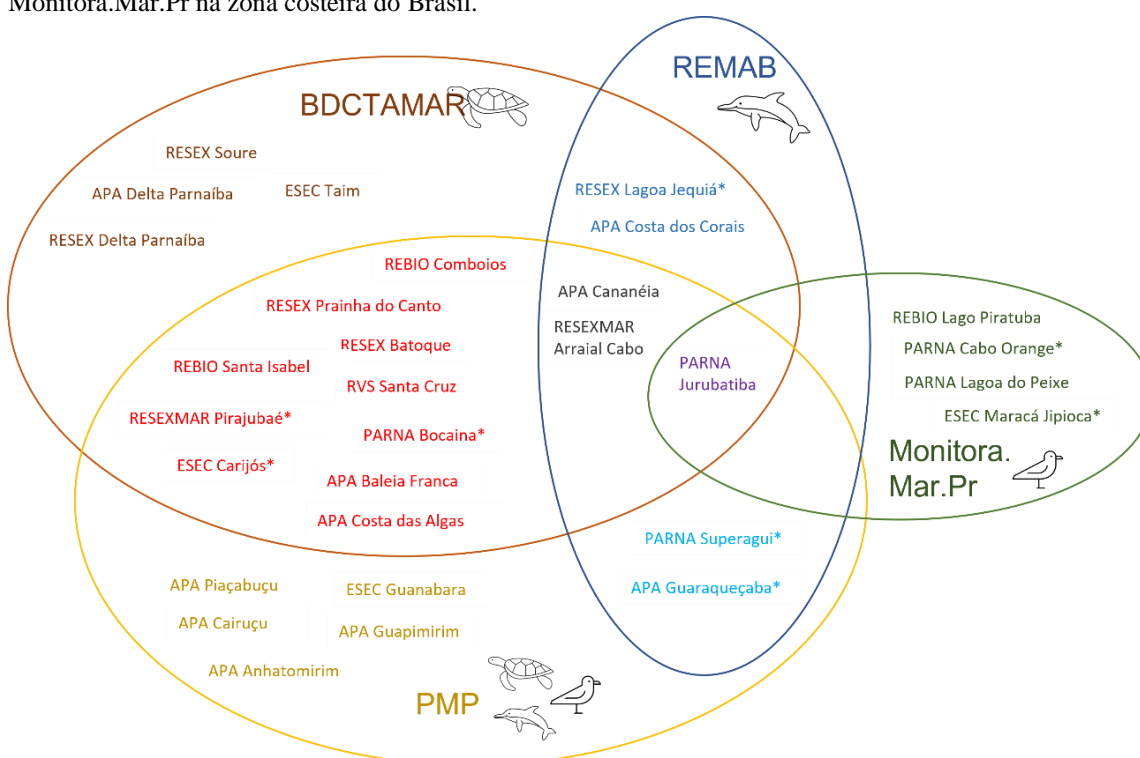 Monitora.Mar.Pr na zona costeira do Brasil.
REMAB
BDCTAMAR
RESEX Soure
APA Delta Parnaíba
ESEC Taim
RESEX Delta Parnaíba
RESEX Lagoa Jequiá*
APA Costa dos Corais
REBIO Comboios
RESEX Prainha do Canto
RESEX Batoque
REBIO Santa Isabel
RVS Santa Cruz
RESEXMAR Pirajubaé*
PARNA Bocaina*
ESEC Carijós*
APA Baleia Franca
APA Costa das Algas
APA Cananéia
RESEXMAR
Arraial Cabo
PARNA
Jurubatiba
REBIO Lago Piratuba
PARNA Cabo Orange*
PARNA Lagoa do Peixe
ESEC Maracá Jipioca*
Monitora.
Mar.Pr
PARNA Superagui*
APA Guaraqueçaba*
APA Piaçabuçu
ESEC Guanabara
APA Cairuçu
APA Guapimirim
APA Anhatomirim
PMP